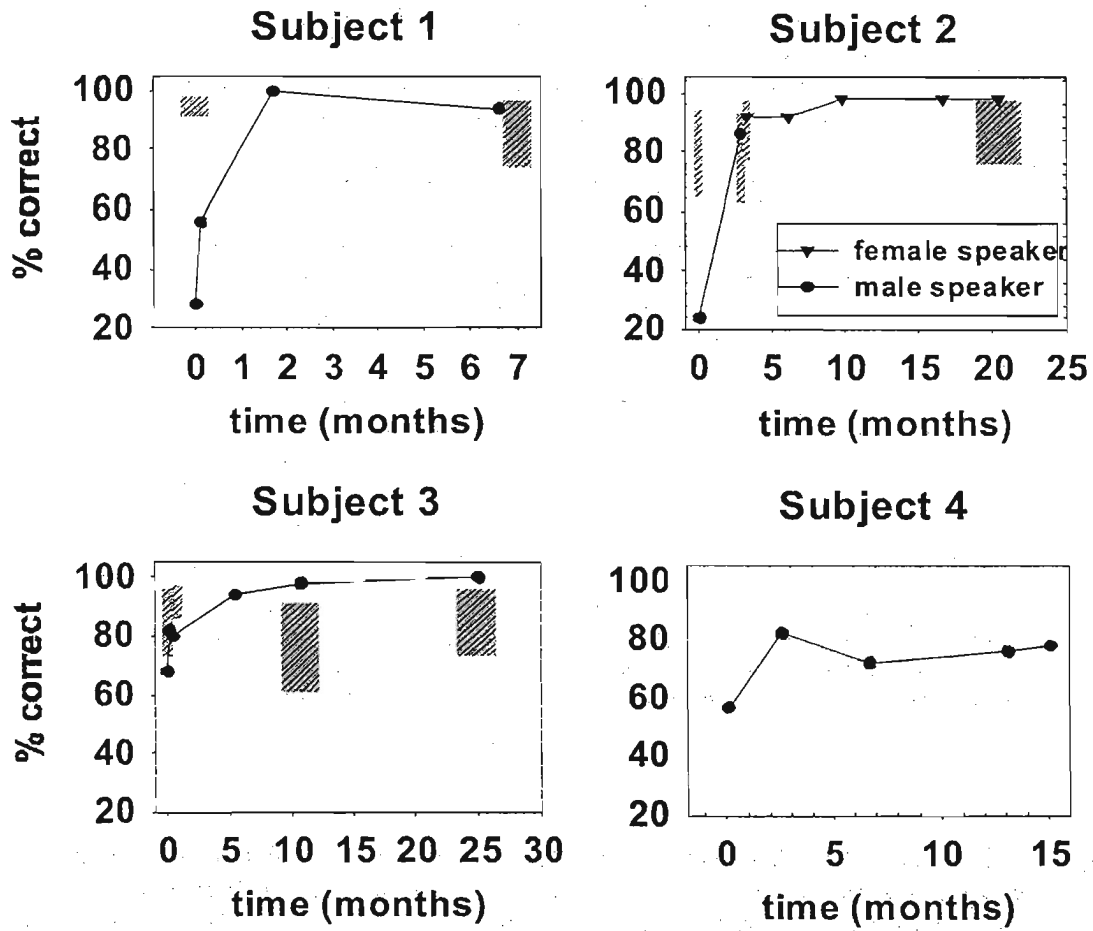 Subject 1
% correct
100
80
60
40
20
0 1 2 3 4 5 6 7
time (months)
Subject 2
100
80
60
40
20
female speaker
male speaker
0 5 10 15 20 25
time (months)
Subject 3
% correct
100
80
60
40
20
0 5 10 15 20 25 30
time (months)
Subject 4
100
80
60
40
20
0 5 10 15
time (months)